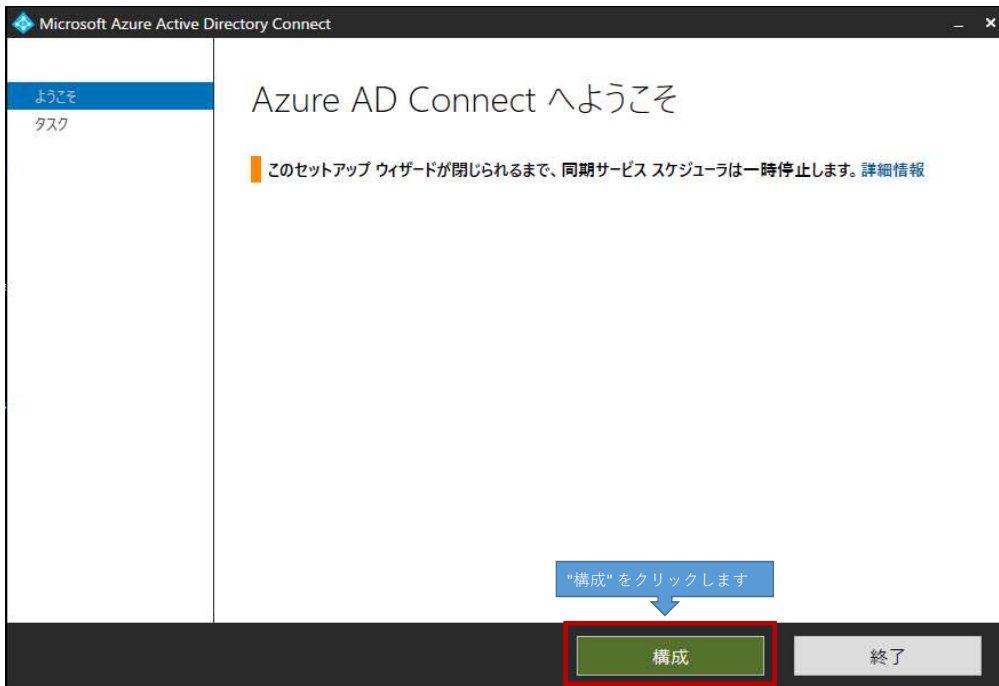 Microsoft Azure Active Directory Connect
ようこそ
タスク
Azure AD Connect へようこそ
このセットアップ ウィザードが閉じられるまで、同期サービス スケジューラは一時停止します。詳細情報
"構成" をクリックします
構成
終了